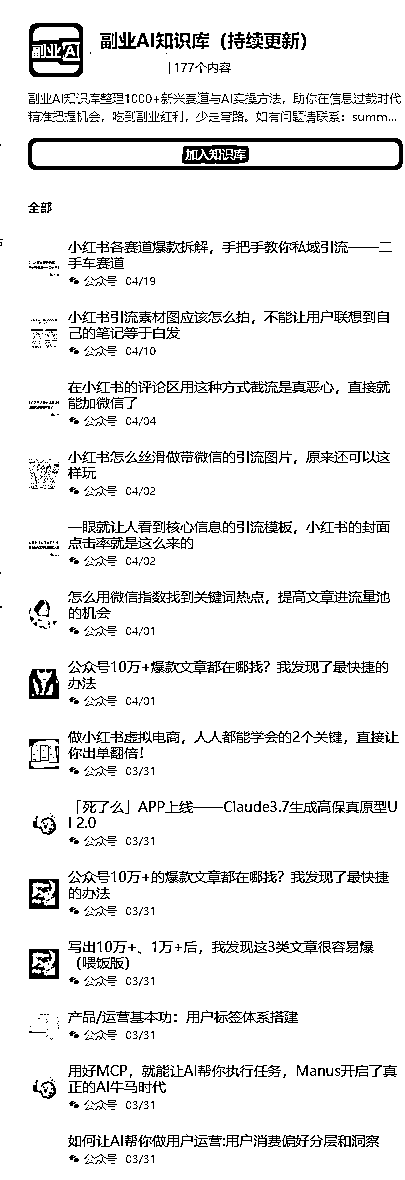 副业AI
副业AI知识库（持续更新）
|177个内容
副业AI知识库整理1000+新兴赛道与AI实操方法，助你在信息过载时代
精准把握机会，吃到副业红利，少走弯路。如有问题请联系：summ...
加入知识库
全部
小红书各赛道爆款拆解，手把手教你私域引流——二
手车赛道
公众号 04/19
小红书引流素材图应该怎么拍，不能让用户联想到自
己的笔记等于白发
公众号 04/10
在小红书的评论区用这种方式截流是真恶心，直接就
能加微信了
公众号 04/04
小红书怎么丝滑做带微信的引流图片，原来还可以这
样玩
公众号 04/02
一眼就让人看到核心信息的引流模板，小红书的封面
点击率就是这么来的
公众号 04/02
怎么用微信指数找到关键词热点，提高文章进流量池
的机会
公众号 04/01
公众号10万+爆款文章都在哪找？我发现了最快捷的
办法
公众号 04/01
做小红书虚拟电商，人人都能学会的2个关键，直接让
你出单翻倍！
公众号 03/31
「死了么」APP上线——Claude3.7生成高保真原型U
I 2.0
公众号 03/31
公众号10万+的爆款文章都在哪找？我发现了最快捷
的办法
公众号 03/31
写出10万+、1万+后，我发现这3类文章很容易爆
（喂饭版）
公众号 03/31
产品/运营基本功：用户标签体系搭建
公众号 03/31
用好MCP，就能让AI帮你执行任务，Manus开启了真
正的AI牛马时代
公众号 03/31
如何让AI帮你做用户运营:用户消费偏好分层和洞察
公众号 03/31